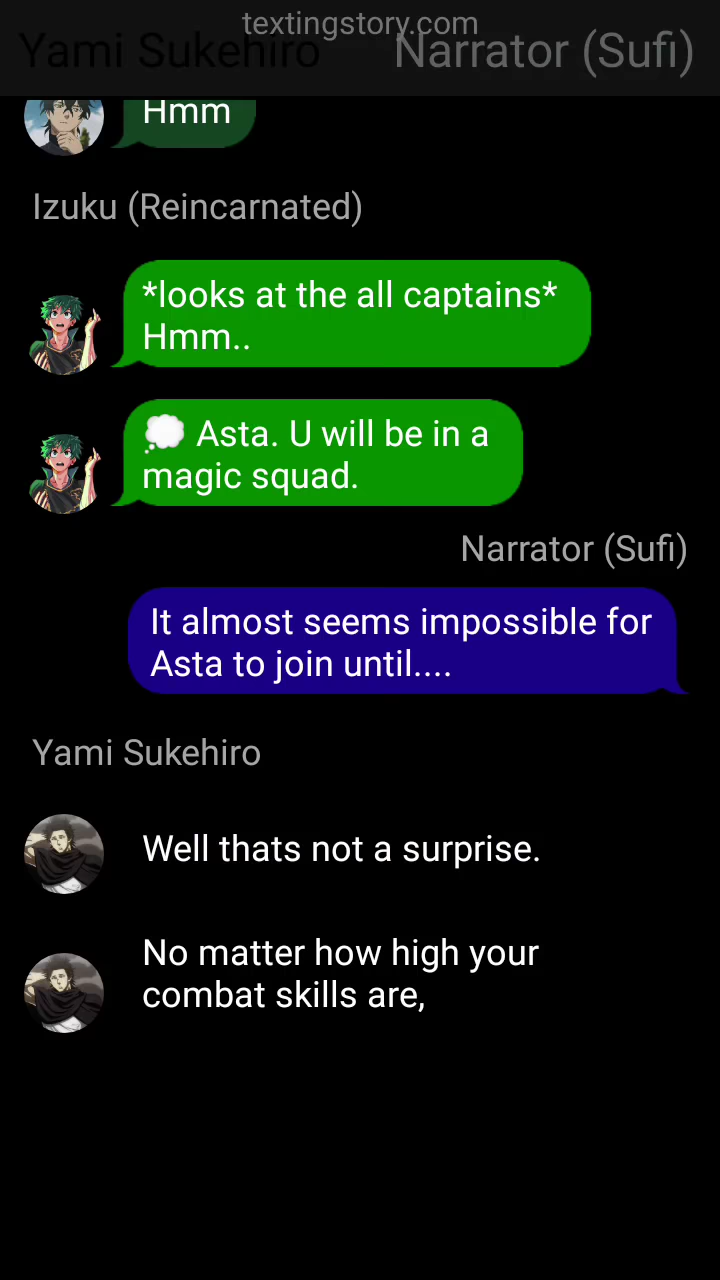 textingstory.com
Yami Sukehiro
Narrator (Sufi)
Hmm
Izuku (Reincarnated)
*looks at the all captains*
Hmm..
💭 Asta. U will be in a
magic squad.
Narrator (Sufi)
It almost seems impossible for
Asta to join until....
Yami Sukehiro
Well thats not a surprise.
No matter how high your
combat skills are,